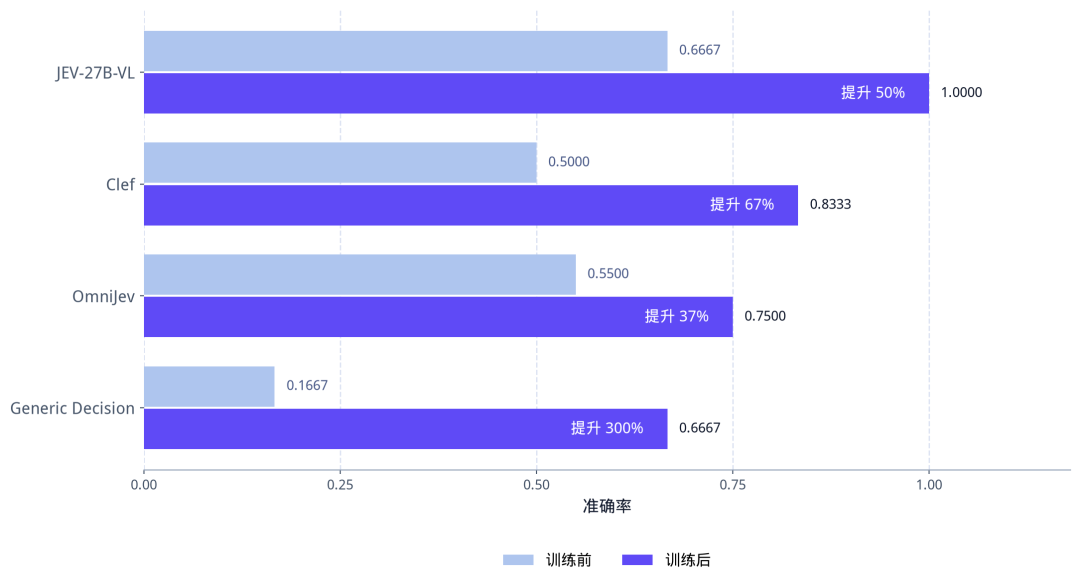 JEV-27B-VL
0.6667
提升 50%
1.0000
Clef
0.5000
提升 67%
0.8333
OmniJev
0.5500
提升 37%
0.7500
Generic Decision
0.1667
提升 300%
0.6667
0.00 0.25 0.50 0.75 1.00
准确率
训练前 训练后